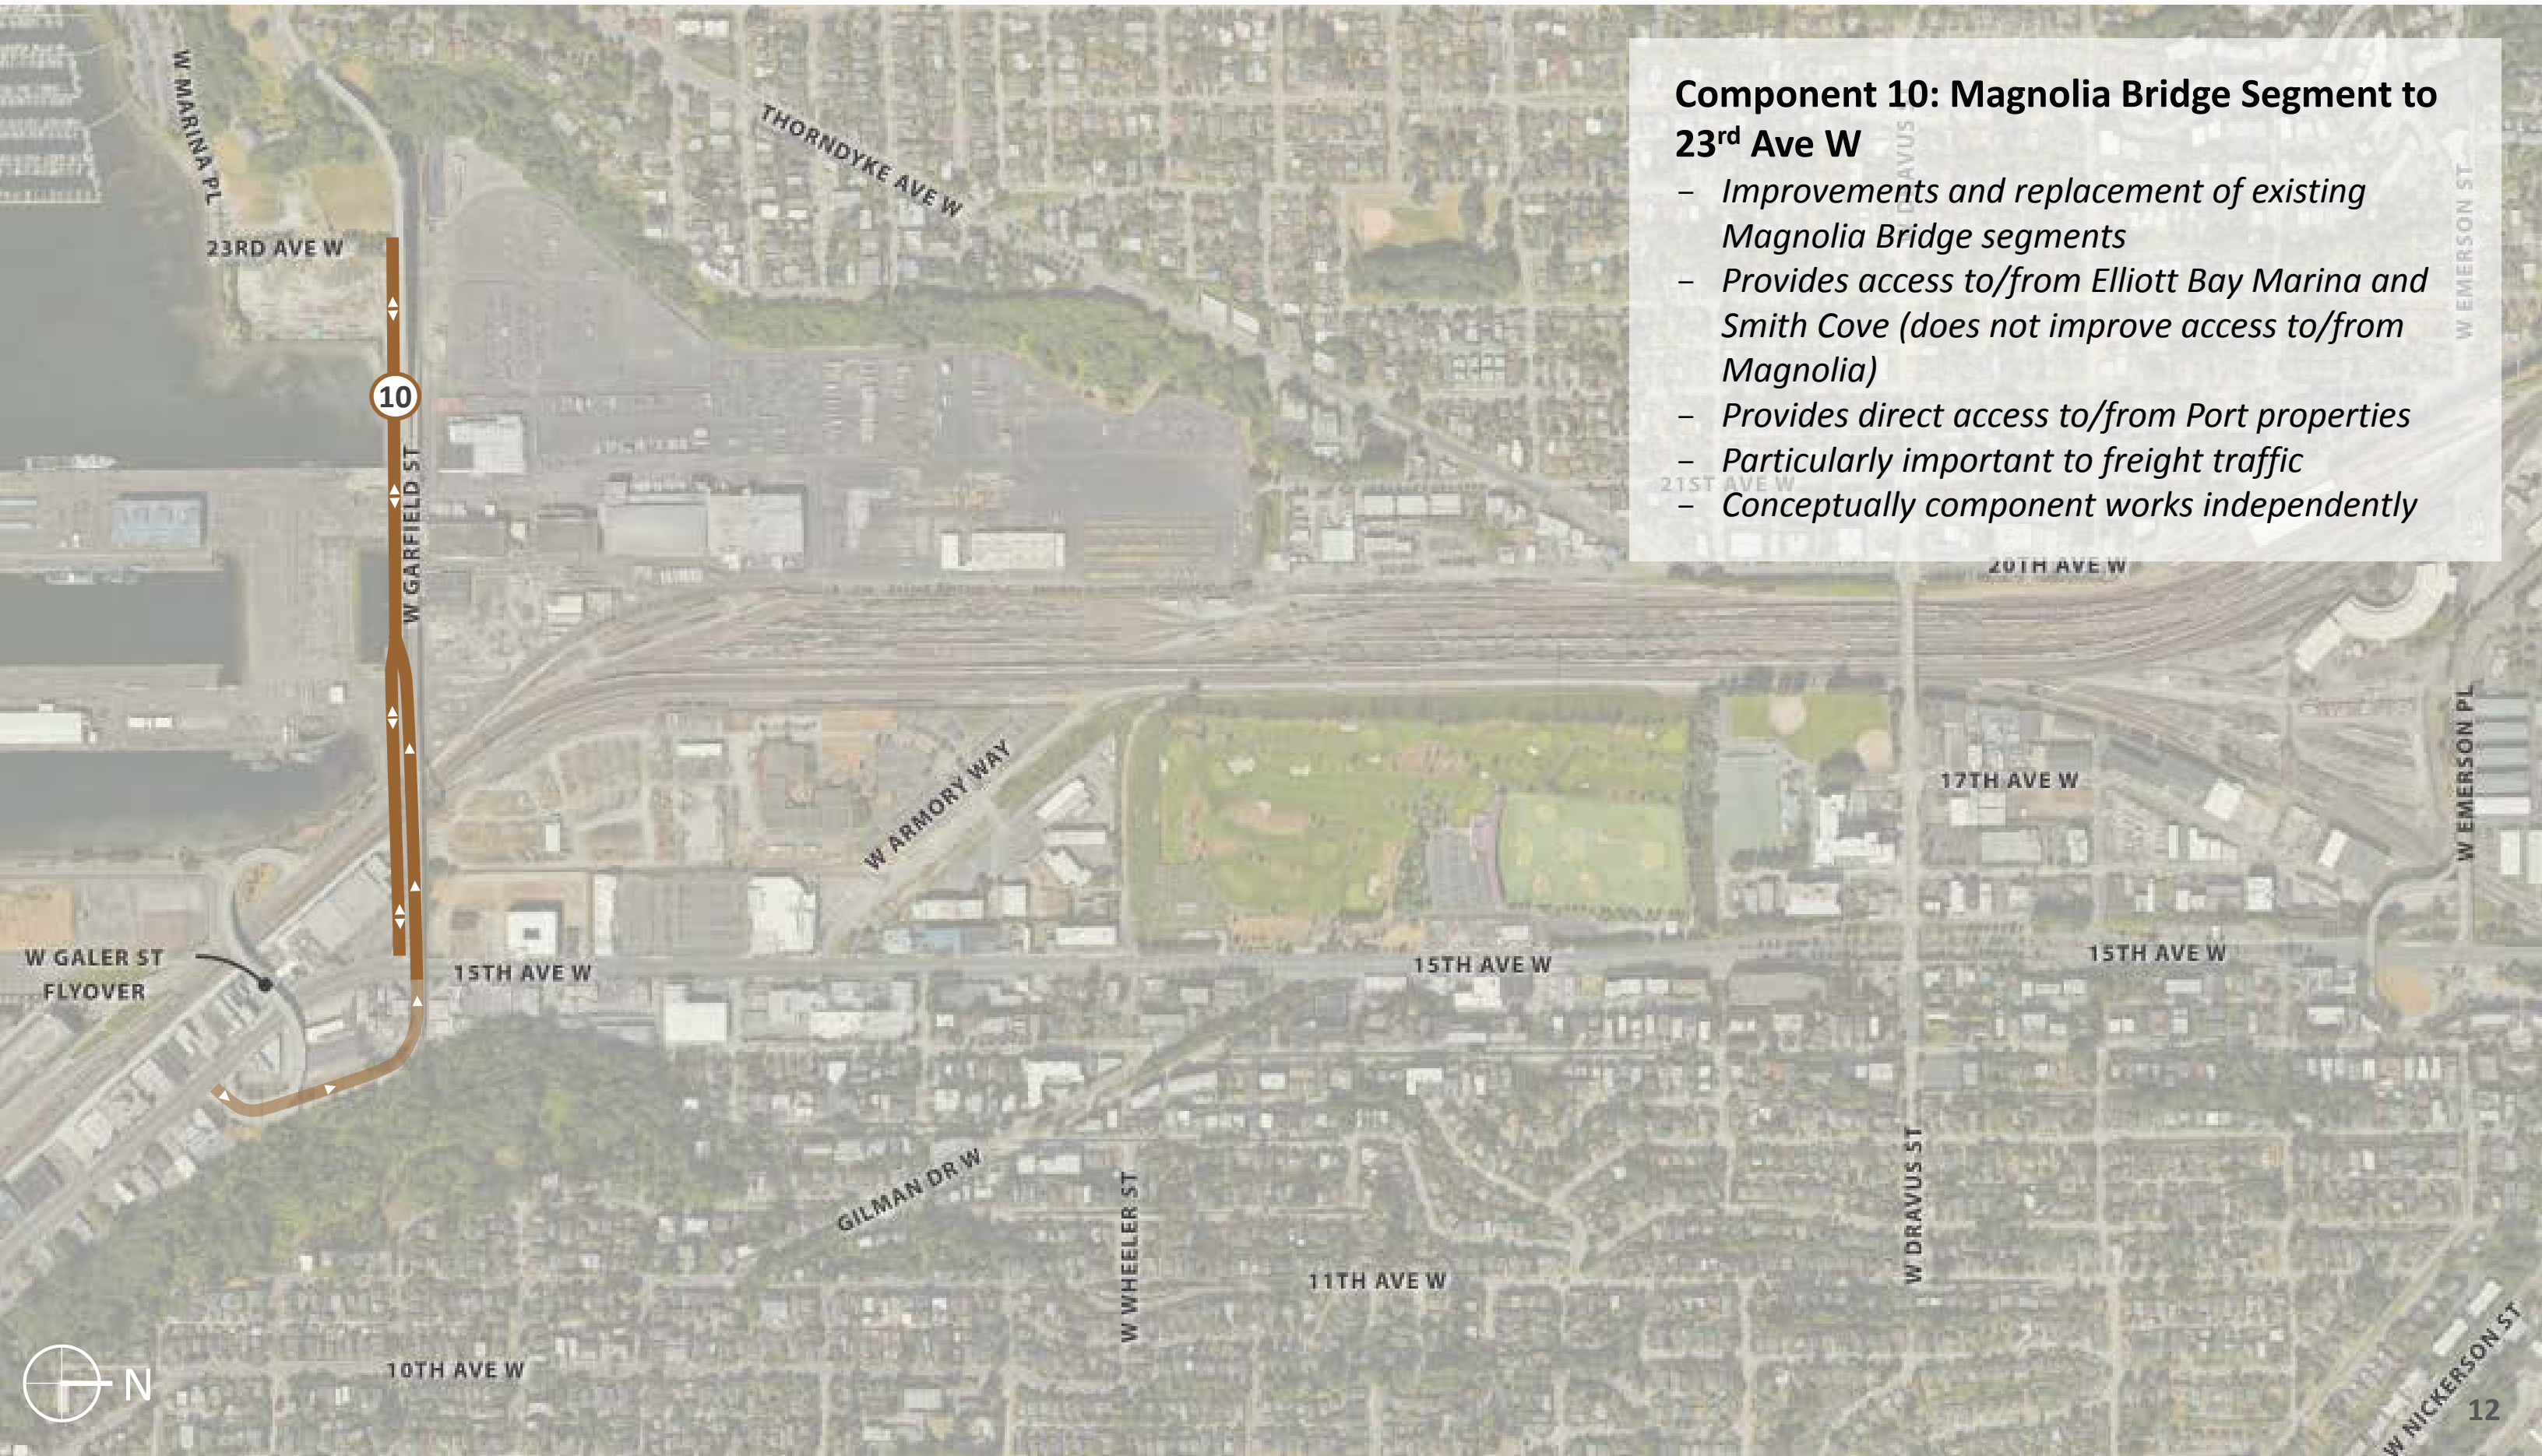 Component 10: Magnolia Bridge Segment to
23rd Ave W
– Improvements and replacement of existing
Magnolia Bridge segments
– Provides access to/from Elliott Bay Marina and
Smith Cove (does not improve access to/from
Magnolia)
– Provides direct access to/from Port properties
– Particularly important to freight traffic
– Conceptually component works independently
W MARINA PL
THORNDYKE AVE W
W DRAVUS
W EMERSON ST
23RD AVE W
10
W GARFIELD ST
21ST AVE W
20TH AVE W
W ARMORY WAY
17TH AVE W
W EMERSON PL
W GALER ST
FLYOVER
15TH AVE W
15TH AVE W
15TH AVE W
GILMAN DR W
W WHEELER ST
W DRAVUS ST
11TH AVE W
10TH AVE W
W NICKERSON ST
N
12